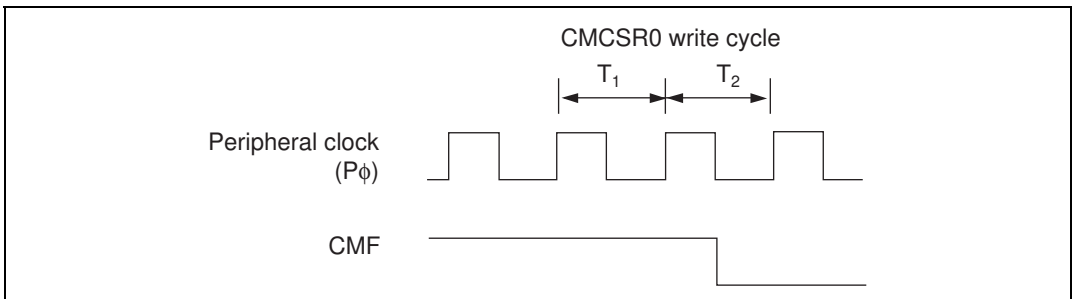 CMCSR0 write cycle
T1 T2
Peripheral clock
(Pφ)
CMF